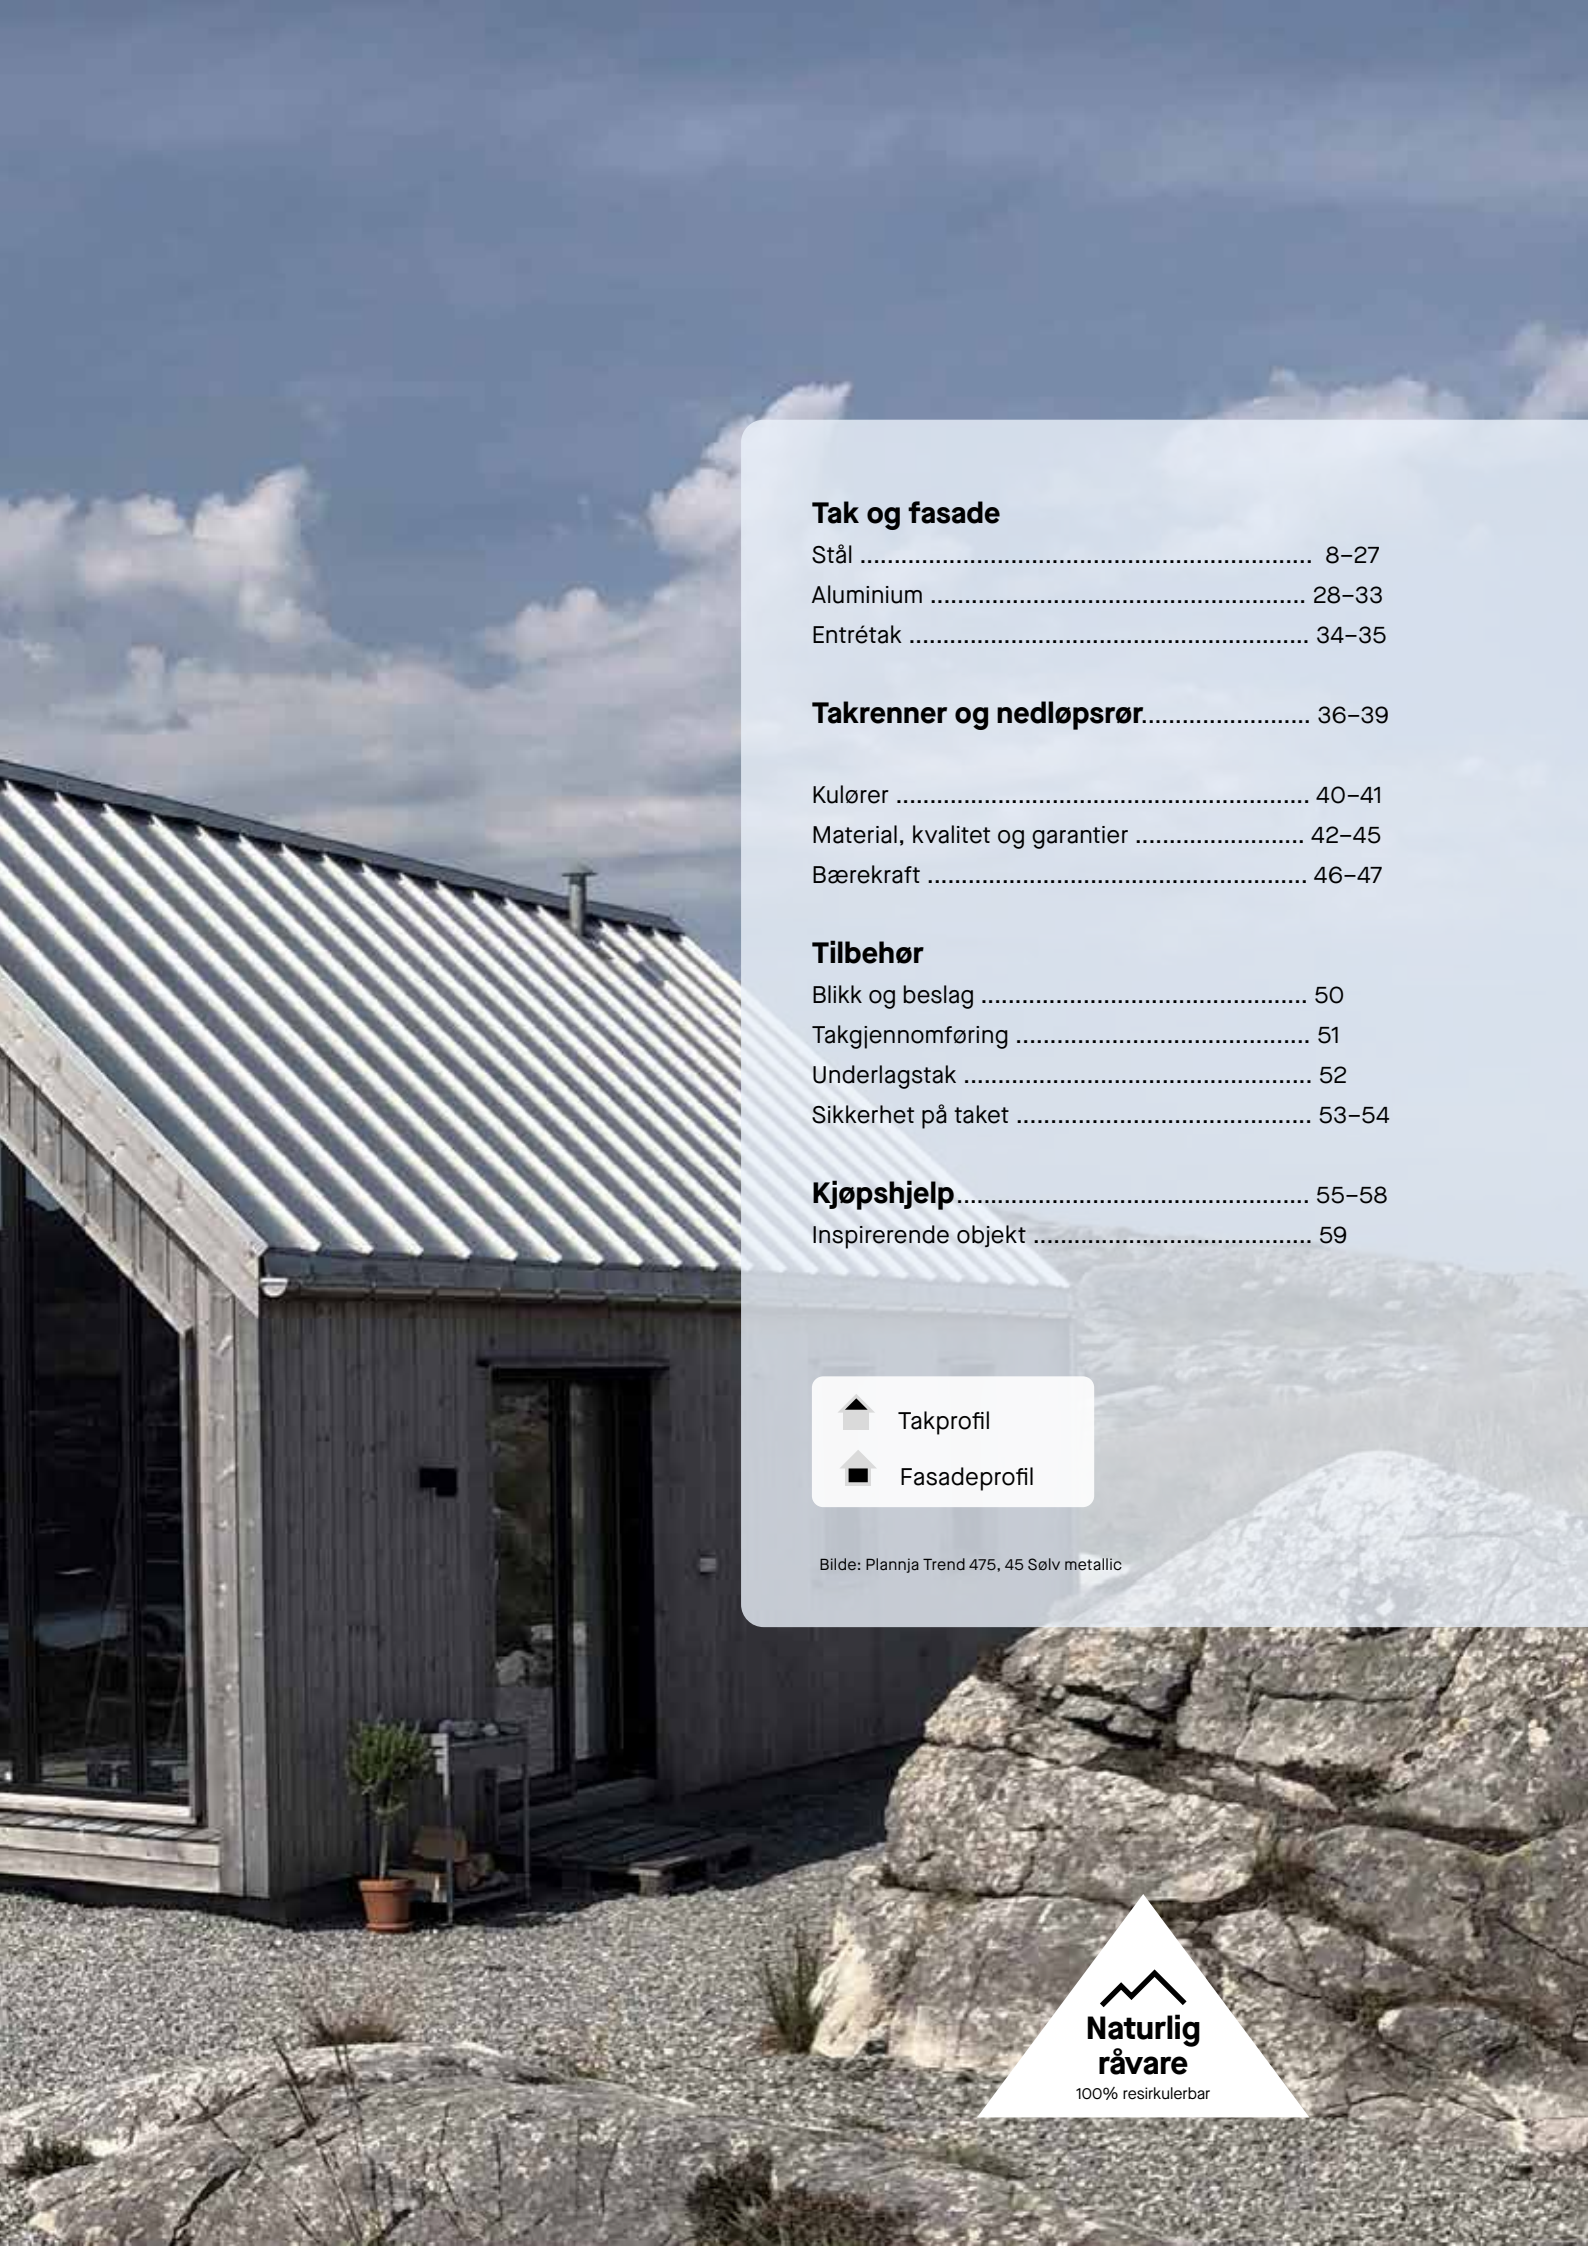 Tak og fasade
Stål .................................................................. 8–27
Aluminium ....................................................... 28–33
Entrétak .......................................................... 34–35
Takrenner og nedløpsrør......................... 36–39
Kulører ............................................................ 40–41
Material, kvalitet og garantier ......................... 42–45
Bærekraft ....................................................... 46–47
Tilbehør
Blikk og beslag ................................................ 50
Takgjennomføring ........................................... 51
Underlagstak ................................................... 52
Sikkerhet på taket ........................................... 53–54
Kjøpshjelp.................................................... 55–58
Inspirerende objekt ......................................... 59
Takprofil
Fasadeprofil
Bilde: Plannja Trend 475, 45 Sølv metallic
Naturlig
råvare
100% resirkulerbar